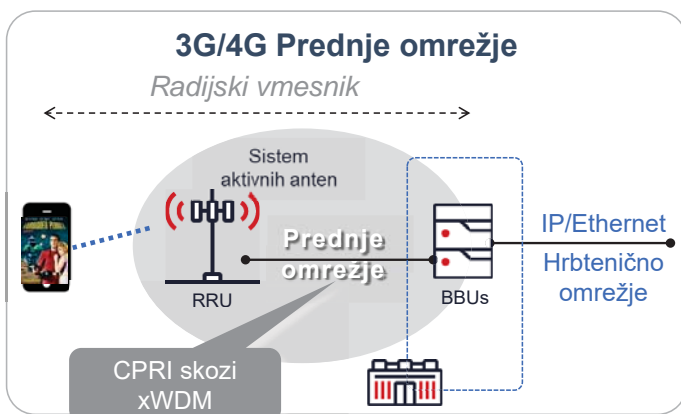 3G/4G Prednje omrežje
Radijski vmesnik
Sistem
aktivnih anten
Prednje
omrežje
RRU
BBUs
IP/Ethernet
Hrbtenično
omrežje
CPRI skozi
xWDM